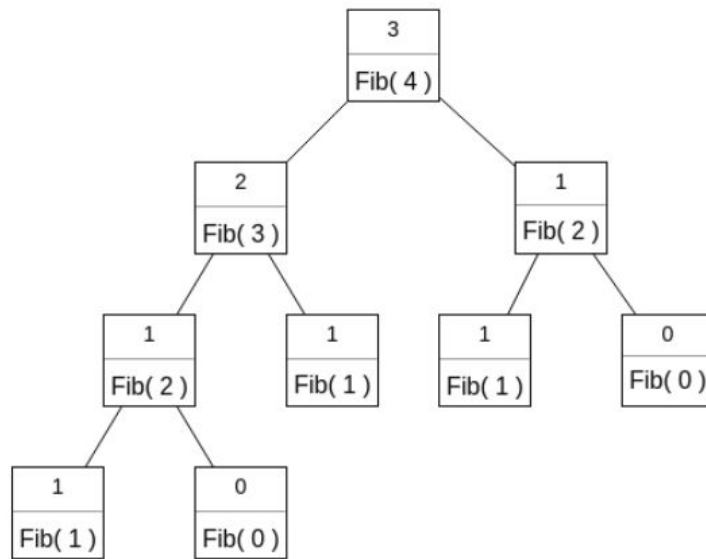 3
Fib( 4 )
2
Fib( 3 )
1
Fib( 2 )
1
Fib( 2 )
1
Fib( 1 )
1
Fib( 1 )
0
Fib( 0 )
1
Fib( 1 )
0
Fib( 0 )